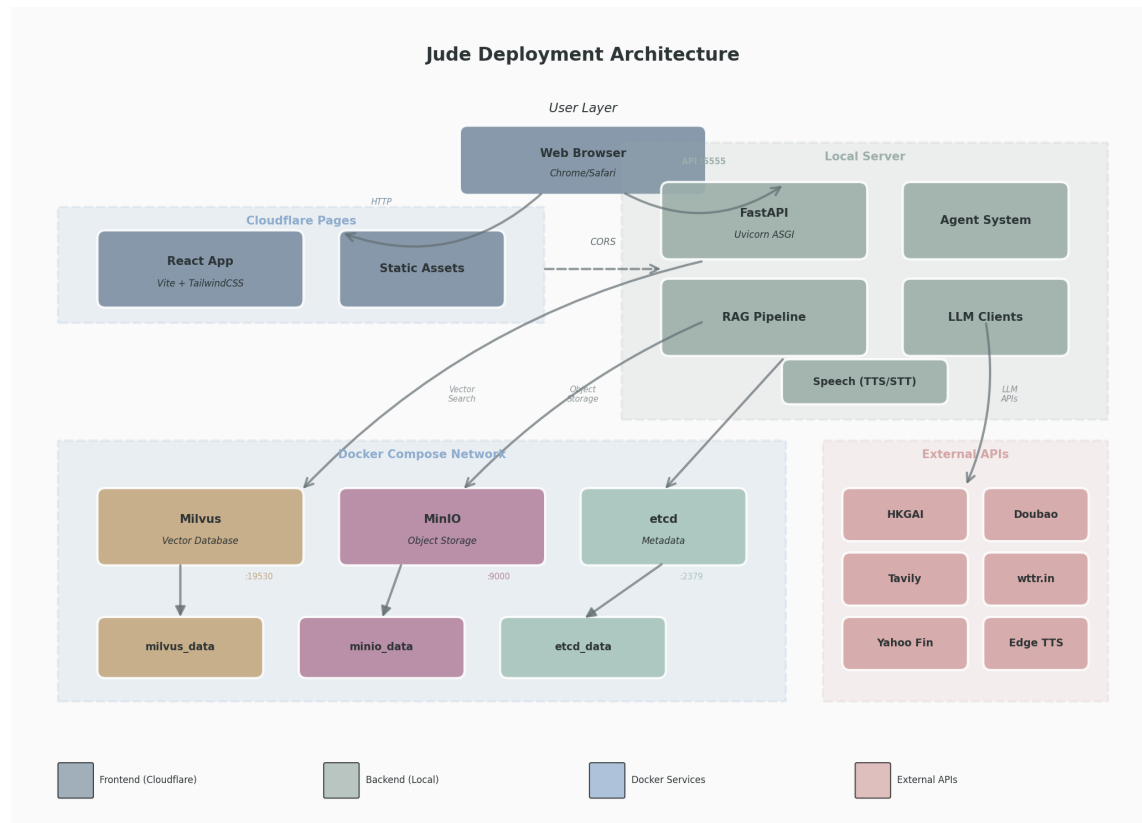 Jude Deployment Architecture
User Layer
Web Browser
Chrome/Safari
API :5555
Local Server
HTTP
Cloudflare Pages
React App
Vite + TailwindCSS
Static Assets
CORS
FastAPI
Uvicorn ASGI
Agent System
RAG Pipeline
LLM Clients
Speech (TTS/STT)
Vector
Search
Object
Storage
LLM
APIs
Docker Compose Network
Milvus
Vector Database
:19530
MinIO
Object Storage
:9000
etcd
Metadata
:2379
milvus_data
minio_data
etcd_data
External APIs
HKGAI
Doubao
Tavily
wttr.in
Yahoo Fin
Edge TTS
Frontend (Cloudflare)
Backend (Local)
Docker Services
External APIs